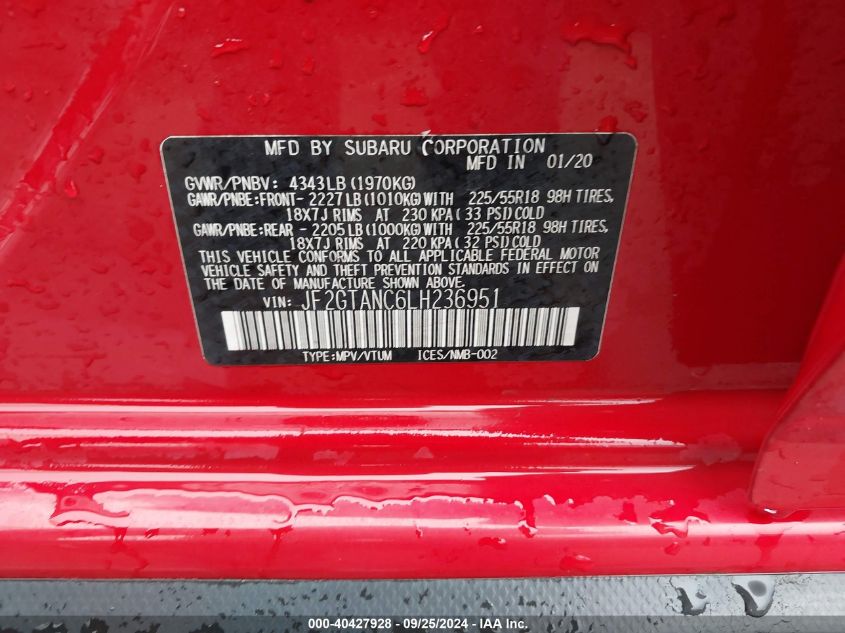 MFD BY SUBARU CORPORATION
MFD IN 01/20
GVWR/PNBV: 4343LB(1970KG)
GAWR/PNBE:FRONT- 2227LB(1010KG)WITH 225/55R18 98H TIRES,
18X7J RIMS AT 230 KPA( 33 PSI)COLD
GAWR/PNBE:REAR - 2205LB(1000KG)WITH 225/55R18 98H TIRES,
18X7J RIMS AT 220 KPA( 32 PSI)COLD
THIS VEHICLE CONFORMS TO ALL APPLICABLE FEDERAL MOTOR
VEHICLE SAFETY AND THEFT PREVENTION STANDARDS IN EFFECT ON
THE DATE OF MANUFACTURE SHOWN ABOVE.
VIN: JF2GTANC6LH236951
TYPE:MPV/VTUM ICES/NMB-002
000-40427928 - 09/25/2024 - IAA Inc.